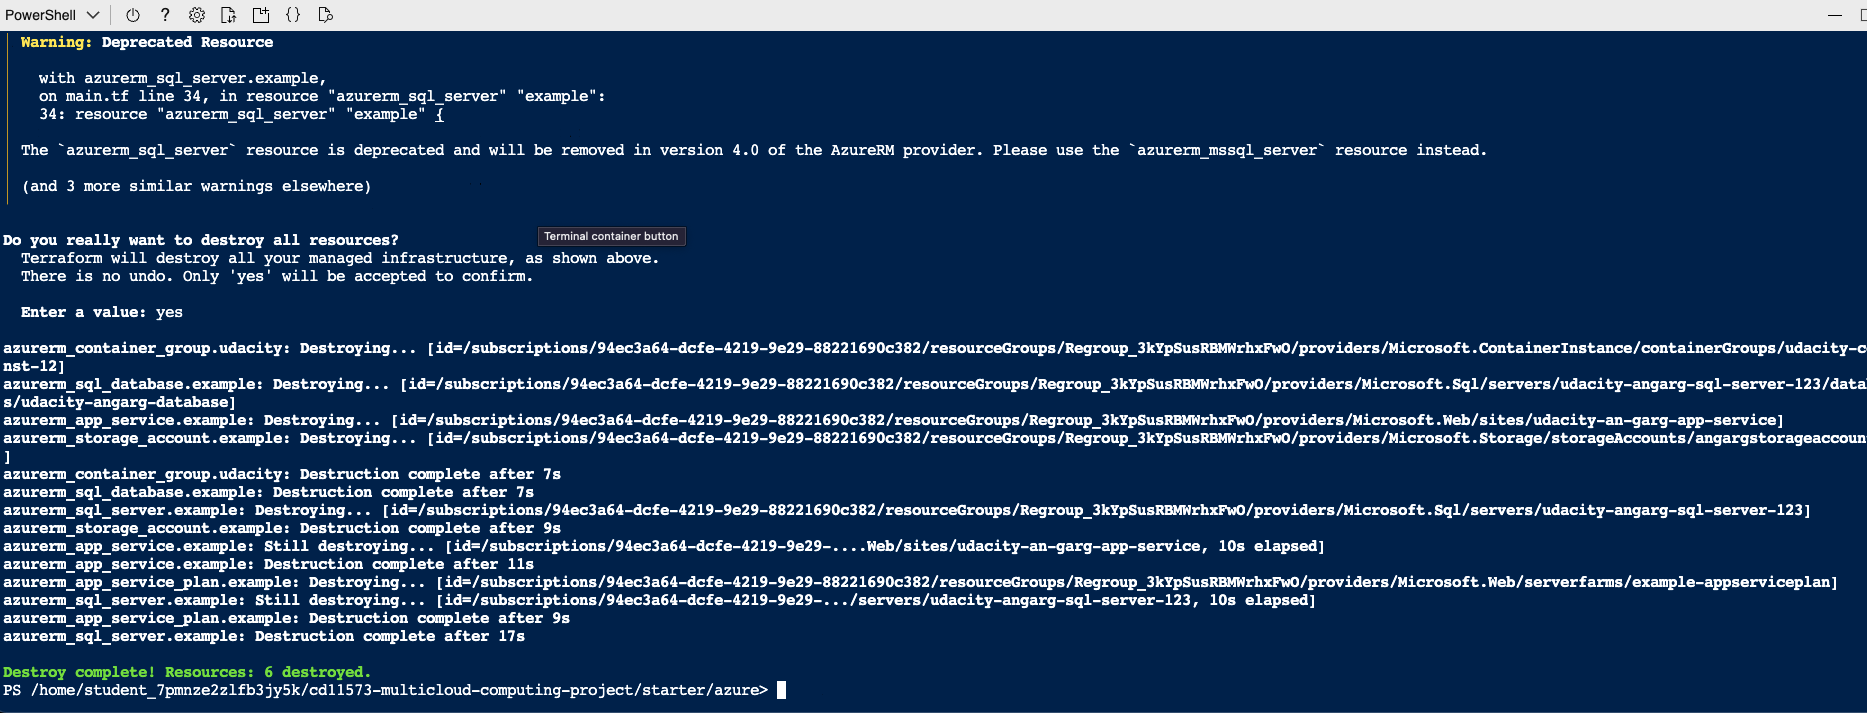 PowerShell
Warning: Deprecated Resource
with azurerm_sql_server.example,
on main.tf line 34, in resource "azurerm_sql_server" "example":
34: resource "azurerm_sql_server" "example" {
The `azurerm_sql_server` resource is deprecated and will be removed in version 4.0 of the AzureRM provider. Please use the `azurerm_mssql_server` resource instead.
(and 3 more similar warnings elsewhere)
Do you really want to destroy all resources?
Terminal container button
Terraform will destroy all your managed infrastructure, as shown above.
There is no undo. Only 'yes' will be accepted to confirm.
Enter a value: yes
azurerm_container_group.udacity: Destroying... [id=/subscriptions/94ec3a64-dcfe-4219-9e29-88221690c382/resourceGroups/Regroup_3kYpSusRBMWrhxFwO/providers/Microsoft.ContainerInstance/containerGroups/udacity-c
nst-12]
azurerm_sql_database.example: Destroying... [id=/subscriptions/94ec3a64-dcfe-4219-9e29-88221690c382/resourceGroups/Regroup_3kYpSusRBMWrhxFwO/providers/Microsoft.Sql/servers/udacity-angarg-sql-server-123/data
s/udacity-angarg-database]
azurerm_app_service.example: Destroying... [id=/subscriptions/94ec3a64-dcfe-4219-9e29-88221690c382/resourceGroups/Regroup_3kYpSusRBMWrhxFwO/providers/Microsoft.Web/sites/udacity-an-garg-app-service]
azurerm_storage_account.example: Destroying... [id=/subscriptions/94ec3a64-dcfe-4219-9e29-88221690c382/resourceGroups/Regroup_3kYpSusRBMWrhxFwO/providers/Microsoft.Storage/storageAccounts/angargstorageaccoun
]
azurerm_container_group.udacity: Destruction complete after 7s
azurerm_sql_database.example: Destruction complete after 7s
azurerm_sql_server.example: Destroying... [id=/subscriptions/94ec3a64-dcfe-4219-9e29-88221690c382/resourceGroups/Regroup_3kYpSusRBMWrhxFwO/providers/Microsoft.Sql/servers/udacity-angarg-sql-server-123]
azurerm_storage_account.example: Destruction complete after 9s
azurerm_app_service.example: Still destroying... [id=/subscriptions/94ec3a64-dcfe-4219-9e29-....Web/sites/udacity-an-garg-app-service, 10s elapsed]
azurerm_app_service.example: Destruction complete after 11s
azurerm_app_service_plan.example: Destroying... [id=/subscriptions/94ec3a64-dcfe-4219-9e29-88221690c382/resourceGroups/Regroup_3kYpSusRBMWrhxFwO/providers/Microsoft.Web/serverfarms/example-appserviceplan]
azurerm_sql_server.example: Still destroying... [id=/subscriptions/94ec3a64-dcfe-4219-9e29-.../servers/udacity-angarg-sql-server-123, 10s elapsed]
azurerm_app_service_plan.example: Destruction complete after 9s
azurerm_sql_server.example: Destruction complete after 17s
Destroy complete! Resources: 6 destroyed.
PS /home/student_7pmnze2zlfb3jy5k/cd11573-multicloud-computing-project/starter/azure>